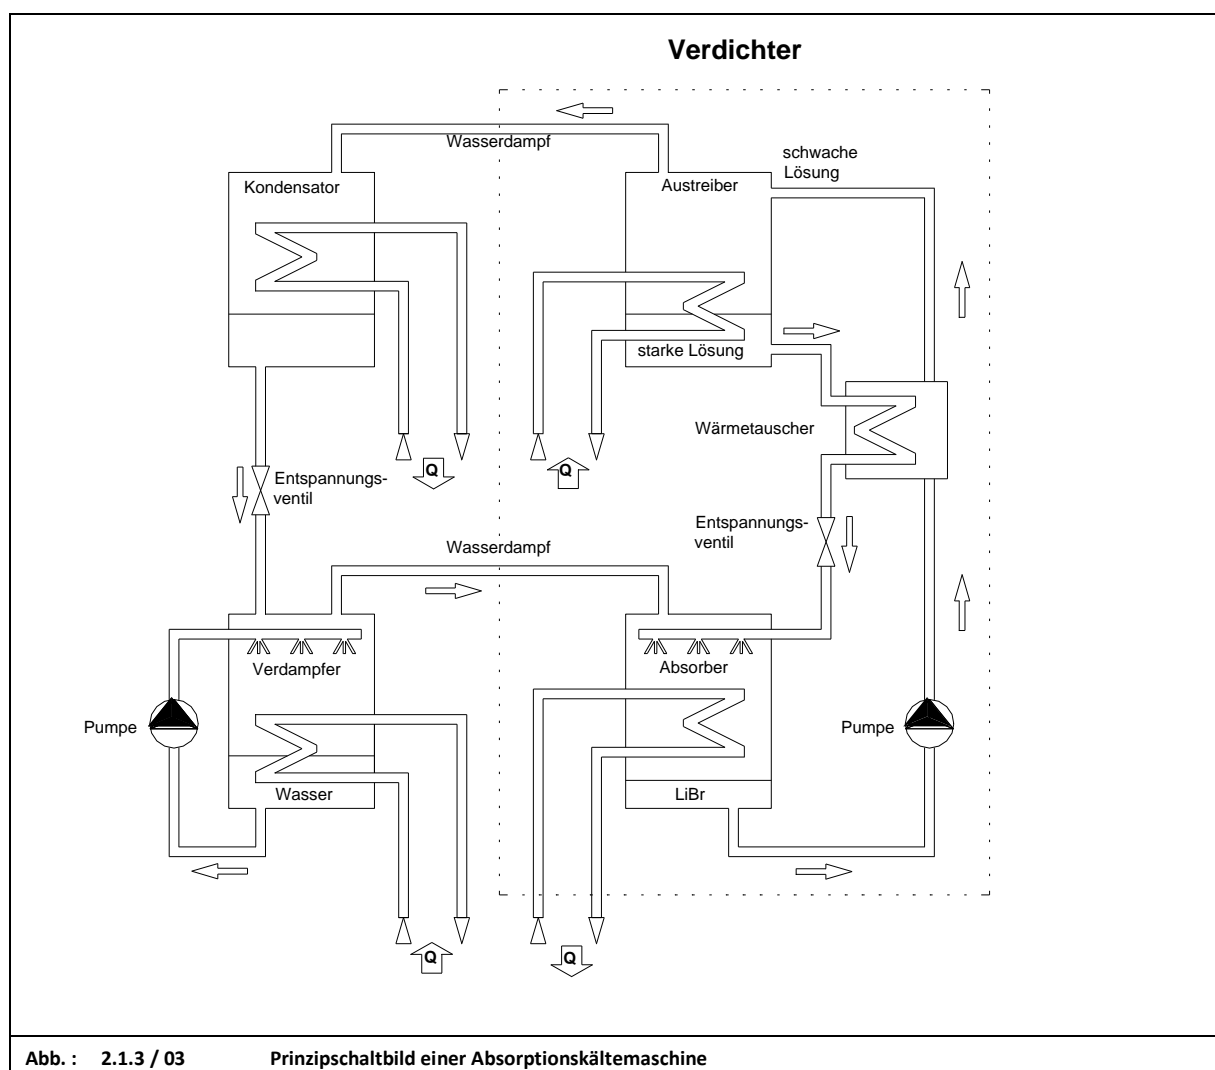 Verdichter
Wasserdampf
schwache
Lösung
Kondensator
Austreiber
starke Lösung
Wärmetauscher
Q
Q
Entspannungs-
ventil
Entspannungs-
ventil
Wasserdampf
Verdampfer
Absorber
Pumpe
Pumpe
Wasser
LiBr
Q
Q
Abb. : 2.1.3 / 03 Prinzipschaltbild einer Absorptionskältemaschine